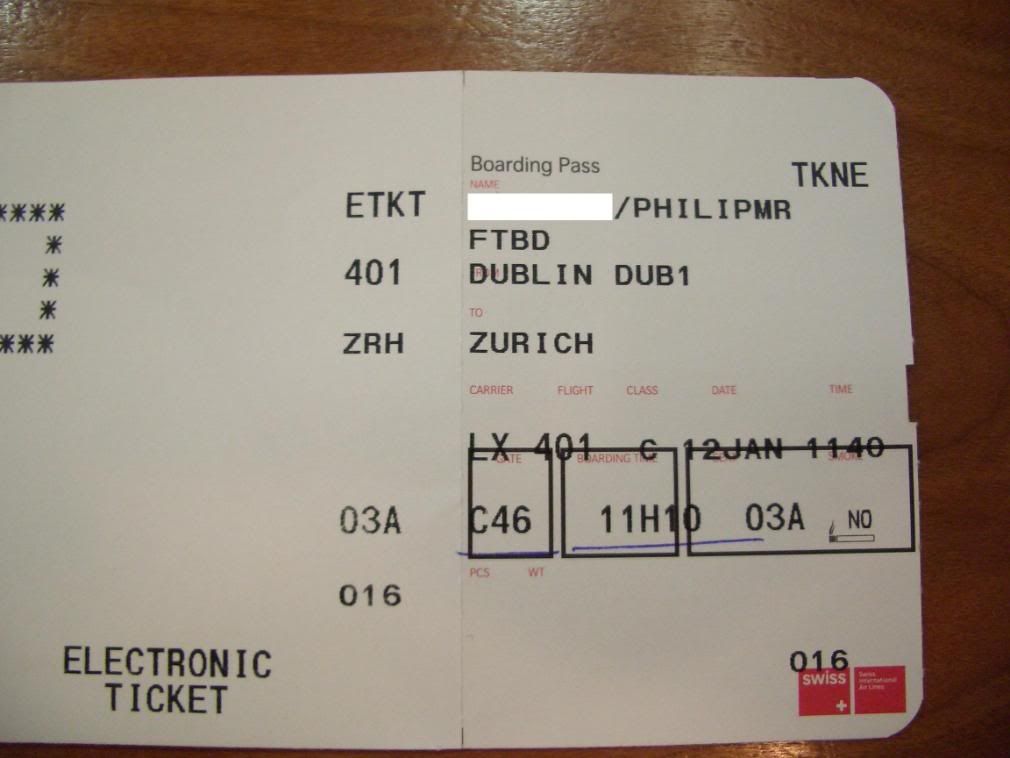 Boarding Pass TKNE
NAME
**** ETKT /PHILIPMR
* FTBD
* 401 DUBLIN DUB1
* TO
*** ZRH ZURICH
CARRIER FLIGHT CLASS DATE TIME
LX 401 C 12JAN 1140
GATE BOARDING TIME SEAT SMOKE
03A C46 11H10 03A NO
PCS WT
016
ELECTRONIC 016
TICKET swiss Swiss
International
Air Lines